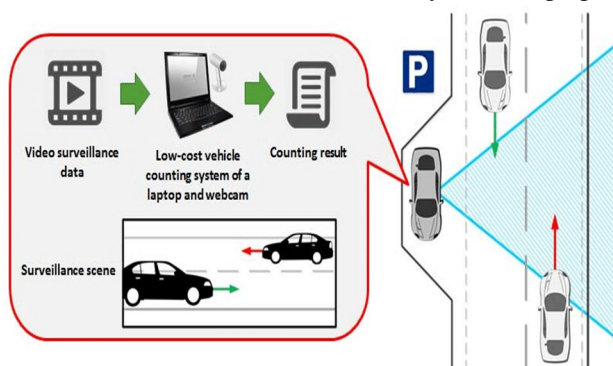 P
Video surveillance
data
Low-cost vehicle
counting system of a
laptop and webcam
Counting result
Surveillance scene